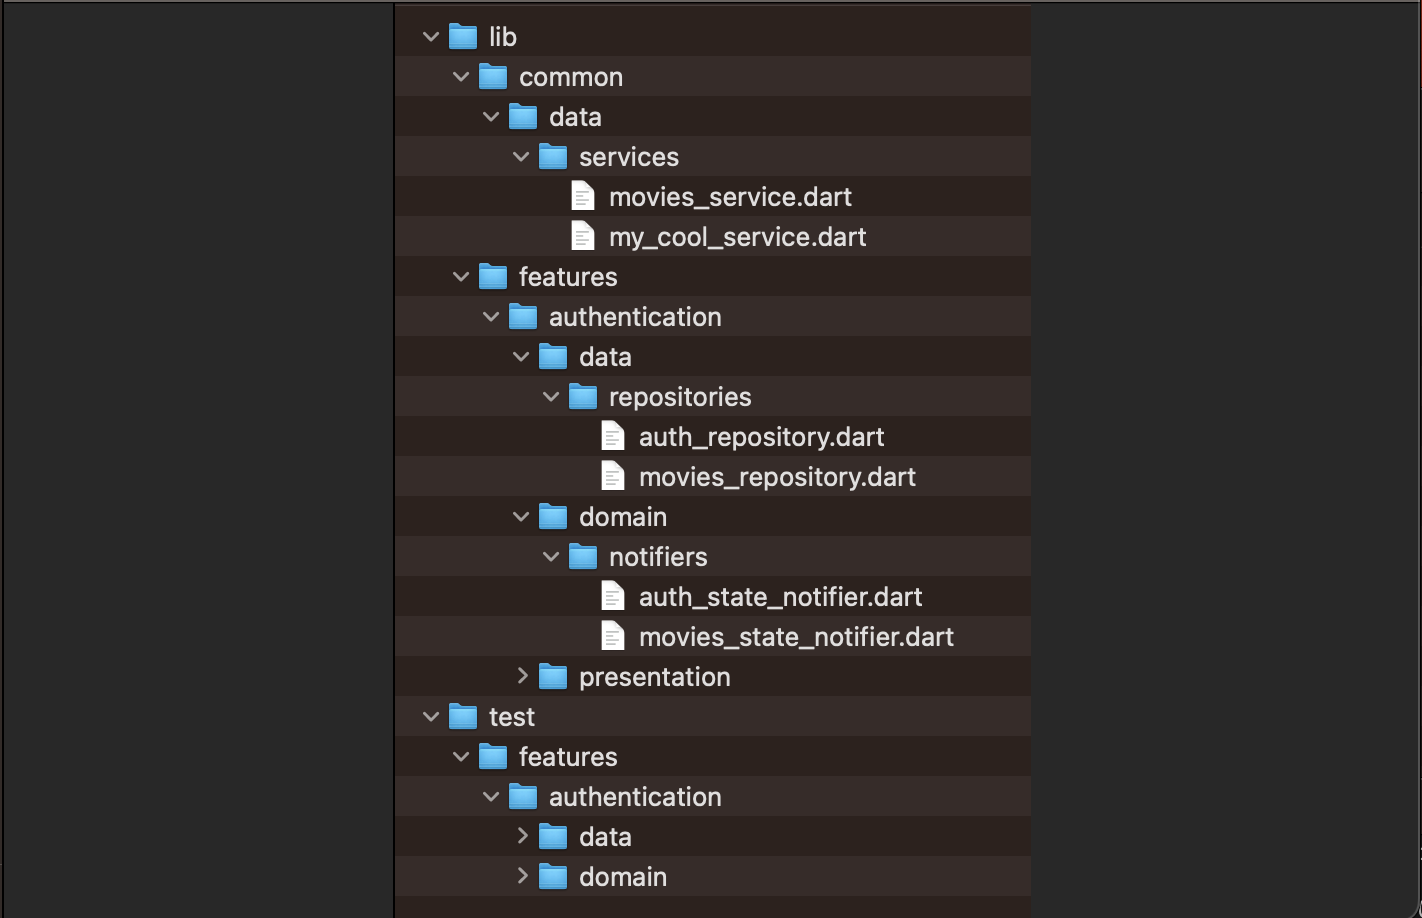 lib
common
data
services
movies_service.dart
my_cool_service.dart
features
authentication
data
repositories
auth_repository.dart
movies_repository.dart
domain
notifiers
auth_state_notifier.dart
movies_state_notifier.dart
presentation
test
features
authentication
data
domain